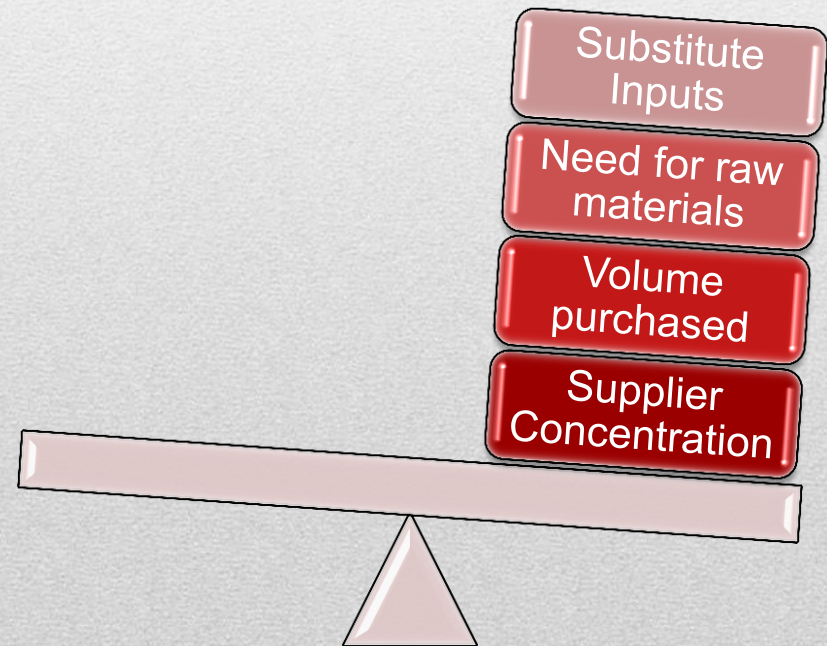 Substitute
Inputs
Need for raw
materials
Volume
purchased
Supplier
Concentration